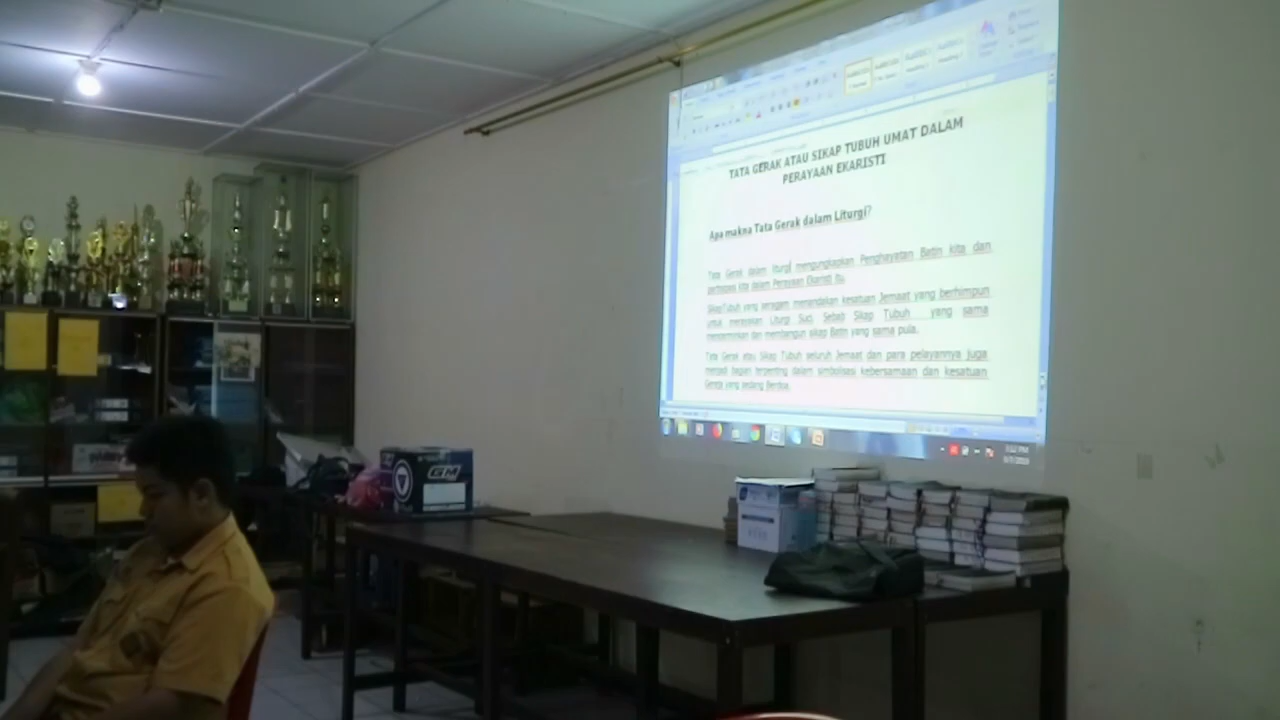 TATA GERAK ATAU SIKAP TUBUH UMAT DALAM
PERAYAAN EKARISTI
Apa makna Tata Gerak dalam Liturgi?
Tata Gerak dalam liturgi mengungkapkan Penghayatan Batin kita dan
partisipasi kita dalam Perayaan Ekaristi itu.
SikapTubuh yang seragam menandakan kesatuan Jemaat yang berhimpun
untuk merayakan Liturgi Suci. Sebab Sikap Tubuh yang sama
mencerminkan dan membangun sikap Batin yang sama pula.
Tata Gerak atau Sikap Tubuh seluruh Jemaat dan para pelayannya juga
menjadi bagian terpenting dalam simbolisasi kebersamaan dan kesatuan
Gereja yang sedang Berdoa.
GM